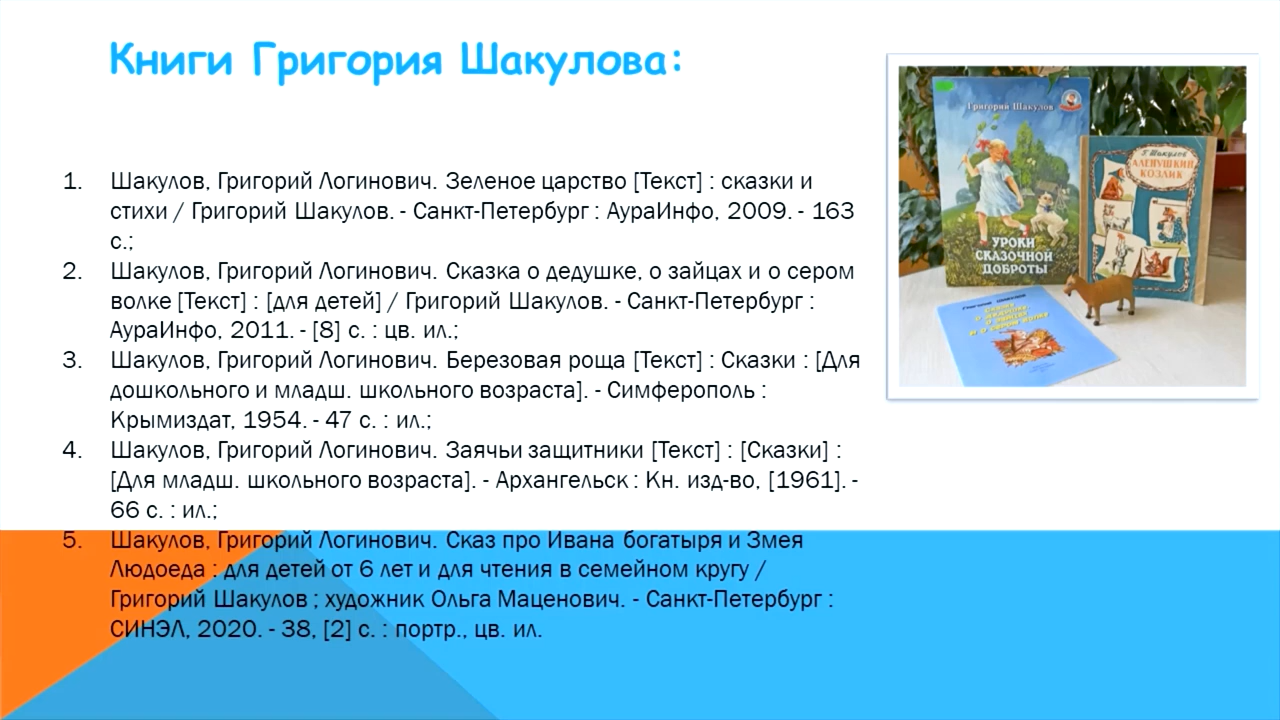 Книги Григория Шакулова:
1. Шакулов, Григорий Логинович. Зеленое царство [Текст] : сказки и
стихи / Григорий Шакулов. - Санкт-Петербург : АураИнфо, 2009. - 163
с.;
2. Шакулов, Григорий Логинович. Сказка о дедушке, о зайцах и о сером
волке [Текст] : [для детей] / Григорий Шакулов. - Санкт-Петербург :
АураИнфо, 2011. - [8] с. : цв. ил.;
3. Шакулов, Григорий Логинович. Березовая роща [Текст] : Сказки : [Для
дошкольного и младш. школьного возраста]. - Симферополь :
Крымиздат, 1954. - 47 с. : ил.;
4. Шакулов, Григорий Логинович. Заячьи защитники [Текст] : [Сказки] :
[Для младш. школьного возраста]. - Архангельск : Кн. изд-во, [1961]. -
66 с. : ил.;
5. Шакулов, Григорий Логинович. Сказ про Ивана богатыря и Змея
Людоеда : для детей от 6 лет и для чтения в семейном кругу /
Григорий Шакулов ; художник Ольга Маценович. - Санкт-Петербург :
СИНЭЛ, 2020. - 38, [2] с. : портр., цв. ил.
Григорий Шакулов
УРОКИ
СКАЗОЧНОЙ
ДОБРОТЫ
Г. Шакулов
АЛЕНУШКИН
КОЗЛИК